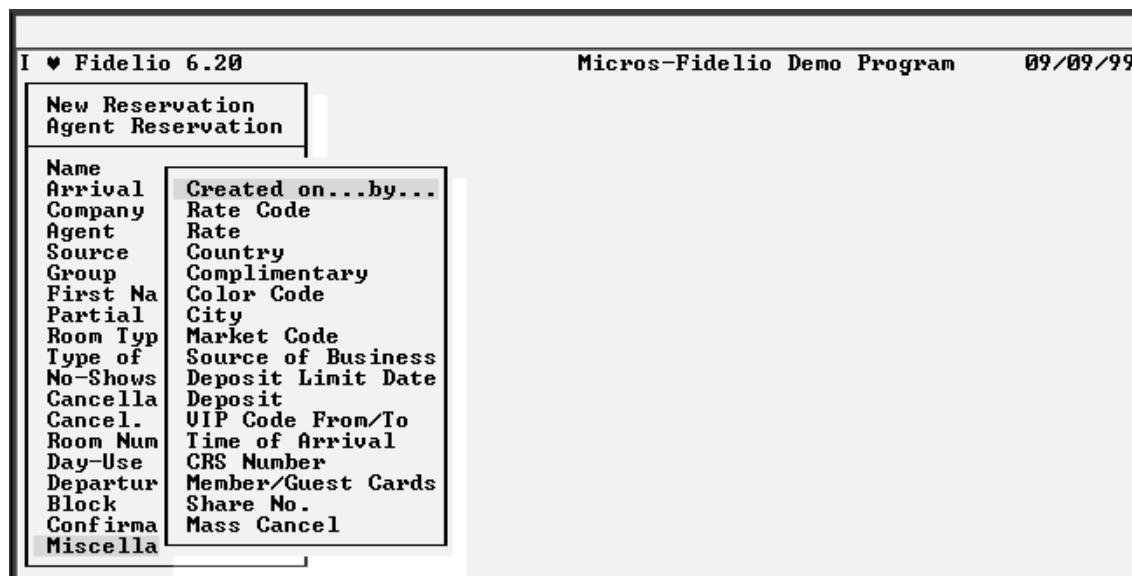 I ♥ Fidelio 6.20 Micros-Fidelio Demo Program 09/09/99
New Reservation
Agent Reservation
Name
Arrival
Company
Agent
Source
Group
First Na
Partial
Room Typ
Type of
No-Shows
Cancella
Cancel.
Room Num
Day-Use
Departur
Block
Confirma
Miscella
Created on...by...
Rate Code
Rate
Country
Complimentary
Color Code
City
Market Code
Source of Business
Deposit Limit Date
Deposit
VIP Code From/To
Time of Arrival
CRS Number
Member/Guest Cards
Share No.
Mass Cancel